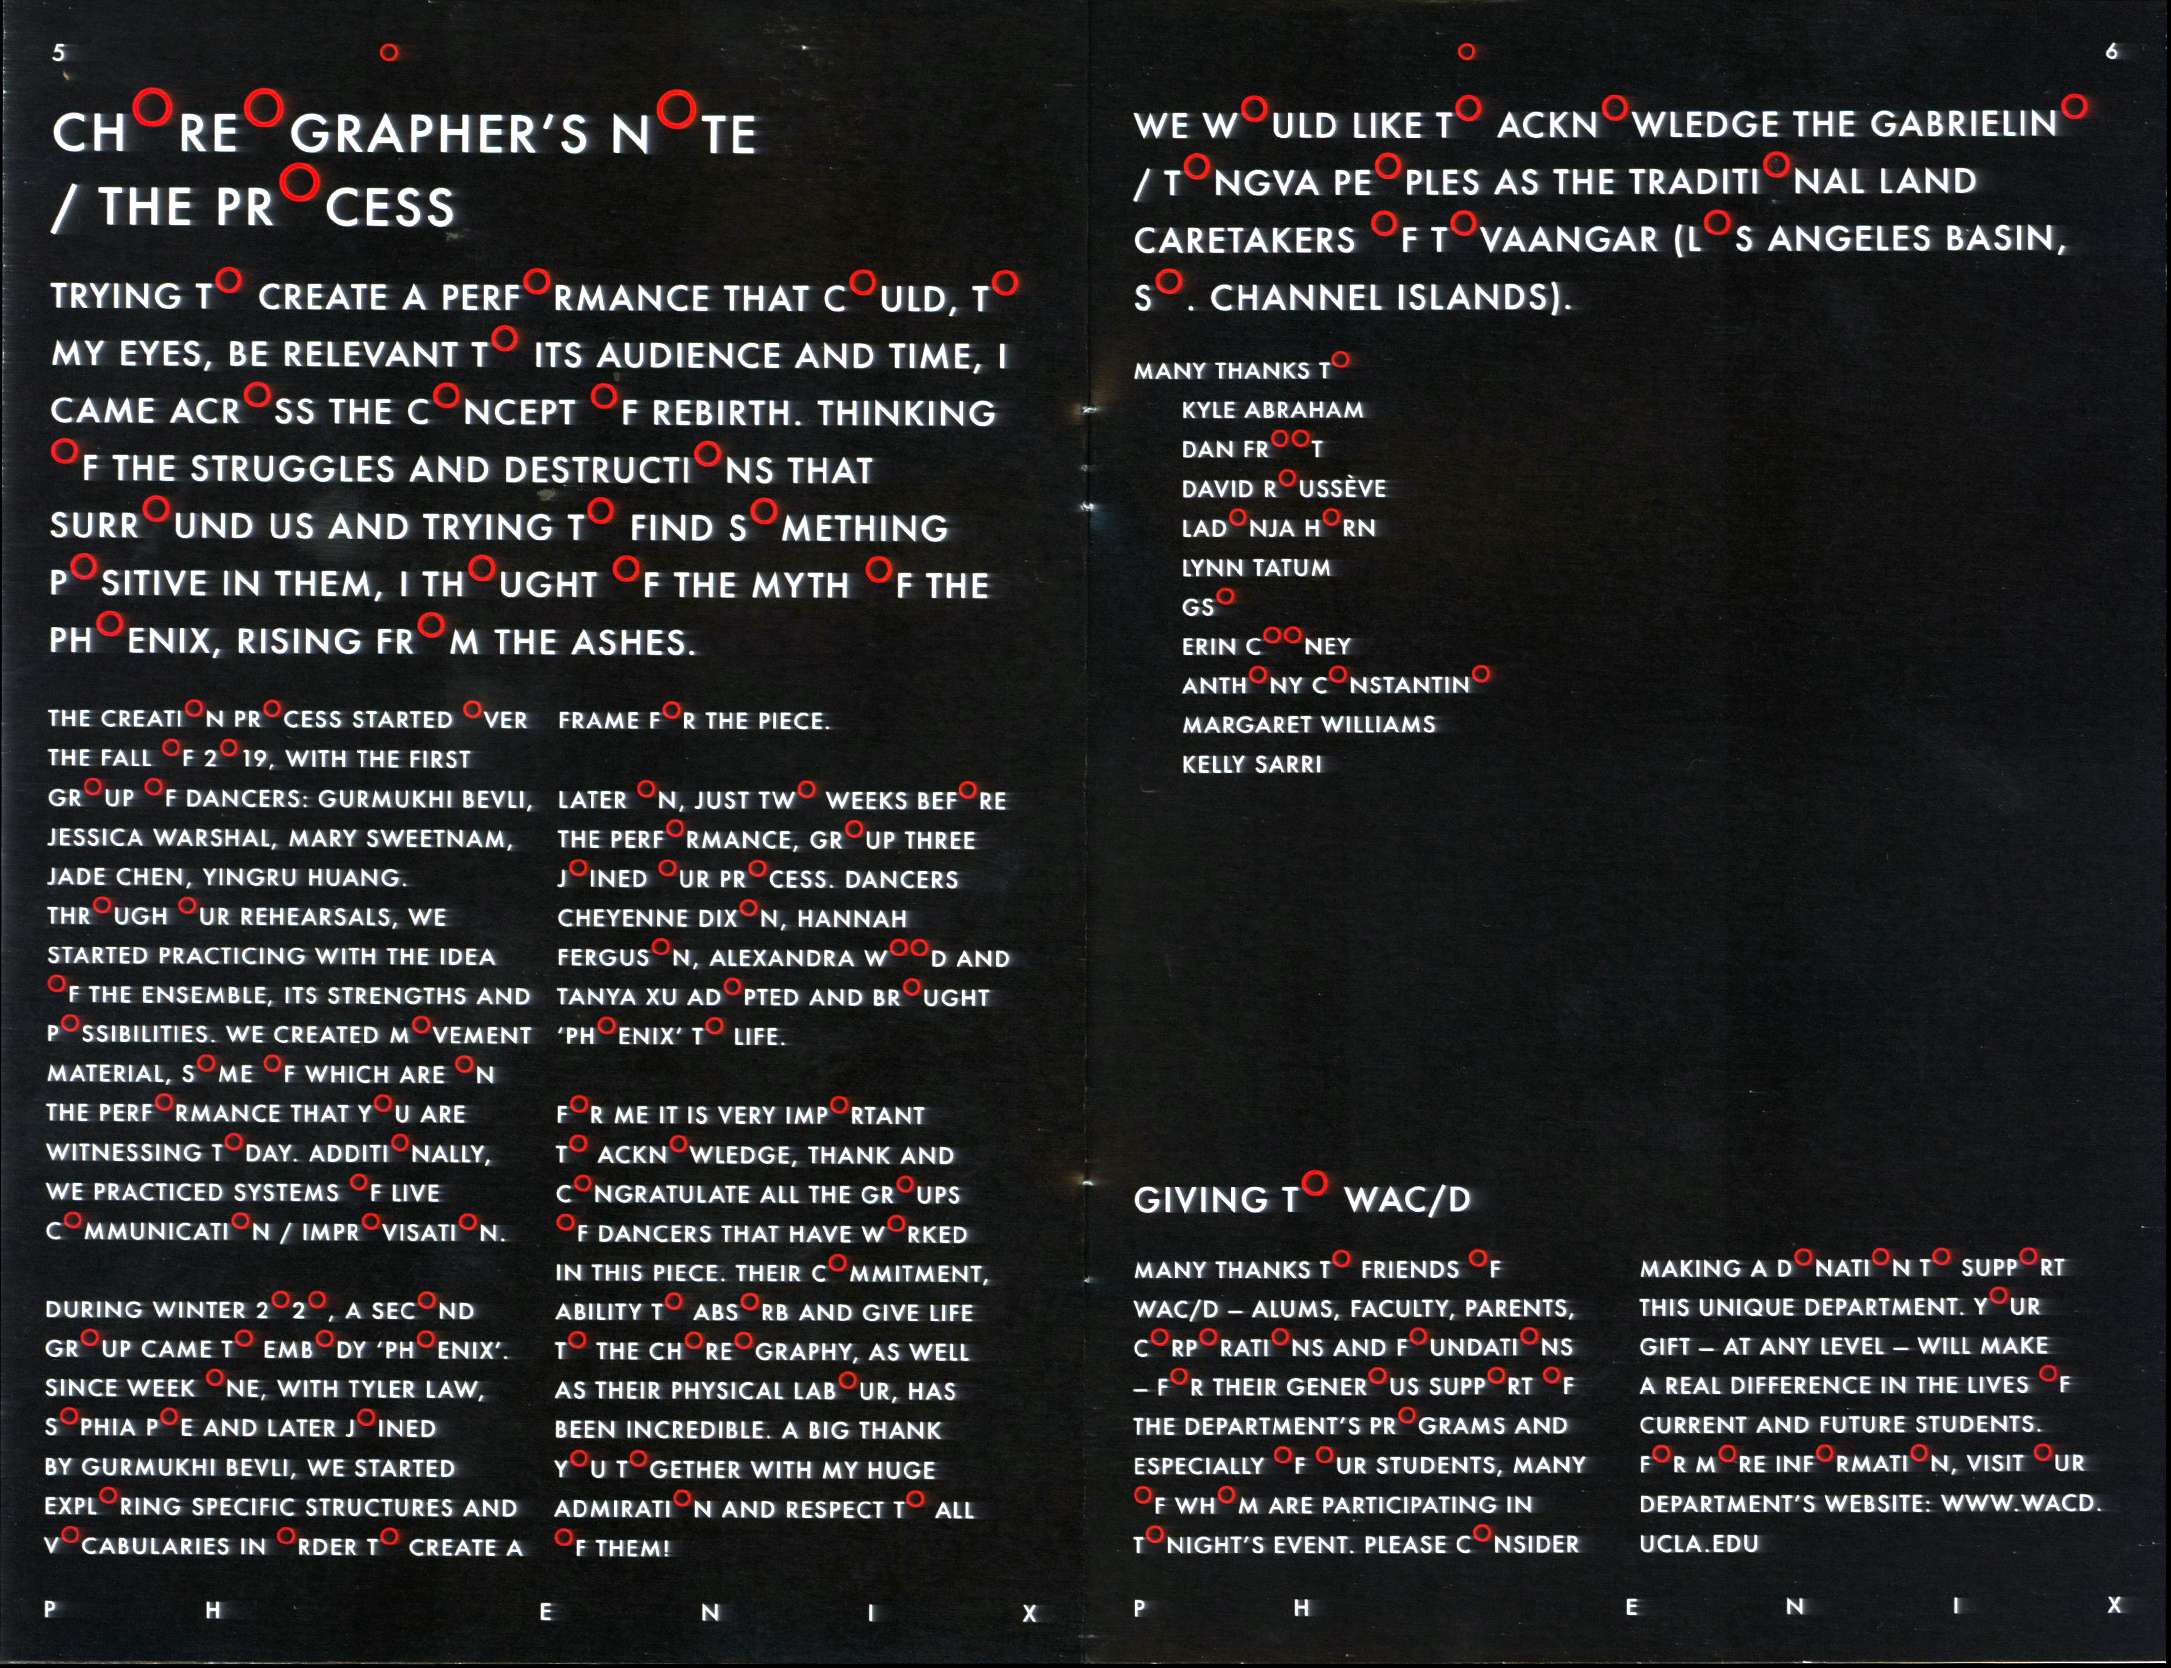 5
O
CHOREOGRAPHER'S NOTE
/ THE PROCESS
TRYING TO CREATE A PERFORMANCE THAT COULD, TO
MY EYES, BE RELEVANT TO ITS AUDIENCE AND TIME, I
CAME ACROSS THE CONCEPT OF REBIRTH. THINKING
OF THE STRUGGLES AND DESTRUCTIONS THAT
SURROUND US AND TRYING TO FIND SOMETHING
POSITIVE IN THEM, I THOUGHT OF THE MYTH OF THE
PHOENIX, RISING FROM THE ASHES.
THE CREATION PROCESS STARTED OVER
THE FALL OF 2O19, WITH THE FIRST
GROUP OF DANCERS: GURMUKHI BEVLI,
JESSICA WARSHAL, MARY SWEETNAM,
JADE CHEN, YINGRU HUANG.
THROUGH OUR REHEARSALS, WE
STARTED PRACTICING WITH THE IDEA
OF THE ENSEMBLE, ITS STRENGTHS AND
POSSIBILITIES. WE CREATED MOVEMENT
MATERIAL, SOME OF WHICH ARE ON
THE PERFORMANCE THAT YOU ARE
WITNESSING TODAY. ADDITIONALLY,
WE PRACTICED SYSTEMS OF LIVE
COMMUNICATION / IMPROVISATION.
DURING WINTER 2O2O, A SECOND
GROUP CAME TO EMBODY 'PHOENIX'.
SINCE WEEK ONE, WITH TYLER LAW,
SOPHIA POE AND LATER JOINED
BY GURMUKHI BEVLI, WE STARTED
EXPLORING SPECIFIC STRUCTURES AND
VOCABULARIES IN ORDER TO CREATE A
FRAME FOR THE PIECE.
LATER ON, JUST TWO WEEKS BEFORE
THE PERFORMANCE, GROUP THREE
JOINED OUR PROCESS. DANCERS
CHEYENNE DIXON, HANNAH
FERGUSON, ALEXANDRA WOOD AND
TANYA XU ADOPTED AND BROUGHT
'PHOENIX' TO LIFE.
FOR ME IT IS VERY IMPORTANT
TO ACKNOWLEDGE, THANK AND
CONGRATULATE ALL THE GROUPS
OF DANCERS THAT HAVE WORKED
IN THIS PIECE. THEIR COMMITMENT,
ABILITY TO ABSORB AND GIVE LIFE
TO THE CHOREOGRAPHY, AS WELL
AS THEIR PHYSICAL LABOUR, HAS
BEEN INCREDIBLE. A BIG THANK
YOU TOGETHER WITH MY HUGE
ADMIRATION AND RESPECT TO ALL
OF THEM!
P H E N I X
O
6
WE WOULD LIKE TO ACKNOWLEDGE THE GABRIELINO
/ TONGVA PEOPLES AS THE TRADITIONAL LAND
CARETAKERS OF TOVAANGAR (LOS ANGELES BASIN,
SO. CHANNEL ISLANDS).
MANY THANKS TO
KYLE ABRAHAM
DAN FROOT
DAVID ROUSSÈVE
LADONJA HORN
LYNN TATUM
GSO
ERIN COONEY
ANTHONY CONSTANTINO
MARGARET WILLIAMS
KELLY SARRI
GIVING TO WAC/D
MANY THANKS TO FRIENDS OF
WAC/D – ALUMS, FACULTY, PARENTS,
CORPORATIONS AND FOUNDATIONS
– FOR THEIR GENEROUS SUPPORT OF
THE DEPARTMENT'S PROGRAMS AND
ESPECIALLY OF OUR STUDENTS, MANY
OF WHOM ARE PARTICIPATING IN
TONIGHT'S EVENT. PLEASE CONSIDER
MAKING A DONATION TO SUPPORT
THIS UNIQUE DEPARTMENT. YOUR
GIFT – AT ANY LEVEL – WILL MAKE
A REAL DIFFERENCE IN THE LIVES OF
CURRENT AND FUTURE STUDENTS.
FOR MORE INFORMATION, VISIT OUR
DEPARTMENT'S WEBSITE: WWW.WACD.
UCLA.EDU
P H E N I X